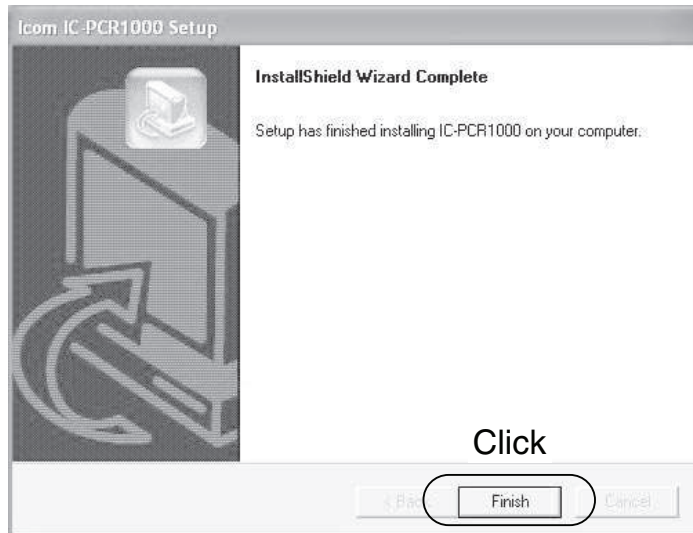 Icom IC-PCR1000 Setup
InstallShield Wizard Complete
Setup has finished installing IC-PCR1000 on your computer.
Click
< Back
Finish
Cancel